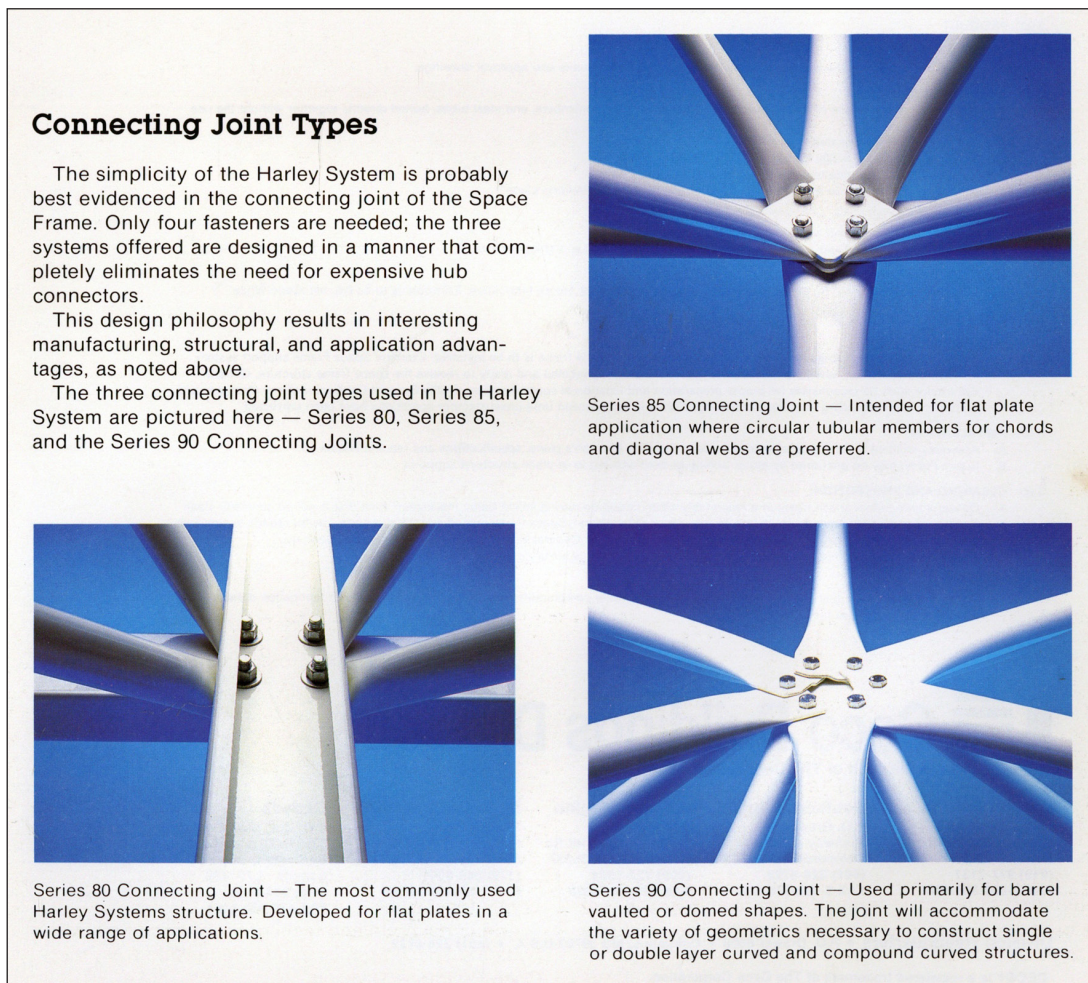 Connecting Joint Types
The simplicity of the Harley System is probably
best evidenced in the connecting joint of the Space
Frame. Only four fasteners are needed; the three
systems offered are designed in a manner that com-
pletely eliminates the need for expensive hub
connectors.
This design philosophy results in interesting
manufacturing, structural, and application advan-
tages, as noted above.
The three connecting joint types used in the Harley
System are pictured here — Series 80, Series 85,
and the Series 90 Connecting Joints.
Series 85 Connecting Joint — Intended for flat plate
application where circular tubular members for chords
and diagonal webs are preferred.
Series 80 Connecting Joint — The most commonly used
Harley Systems structure. Developed for flat plates in a
wide range of applications.
Series 90 Connecting Joint — Used primarily for barrel
vaulted or domed shapes. The joint will accommodate
the variety of geometrics necessary to construct single
or double layer curved and compound curved structures.